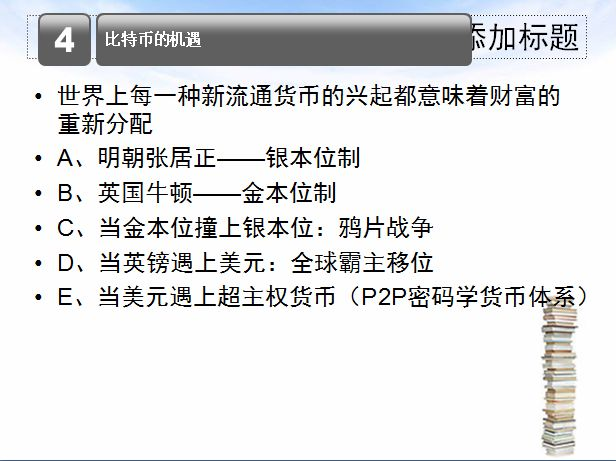 4
比特币的机遇
添加标题
• 世界上每一种新流通货币的兴起都意味着财富的
重新分配
• A、明朝张居正——银本位制
• B、英国牛顿——金本位制
• C、当金本位撞上银本位：鸦片战争
• D、当英镑遇上美元：全球霸主移位
• E、当美元遇上超主权货币（P2P密码学货币体系）